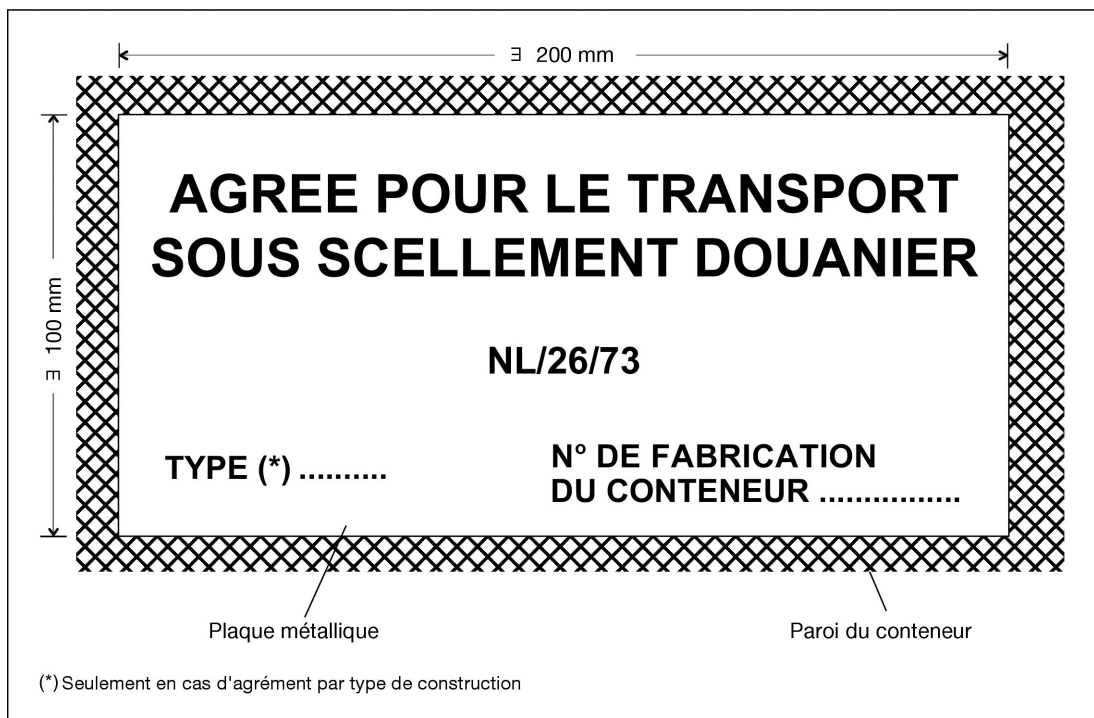 ∃ 200 mm
∃ 100 mm
AGREE POUR LE TRANSPORT
SOUS SCELLEMENT DOUANIER
NL/26/73
TYPE (*) ..........
Nº DE FABRICATION
DU CONTENEUR ................
Plaque métallique
Paroi du conteneur
(*) Seulement en cas d'agrément par type de construction